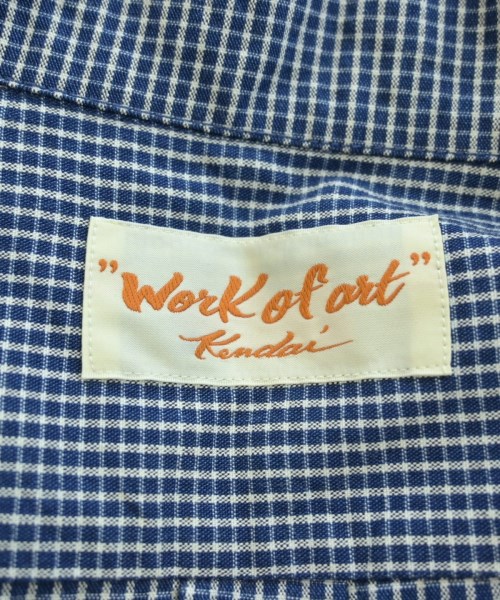 "Work of art"
Kendai